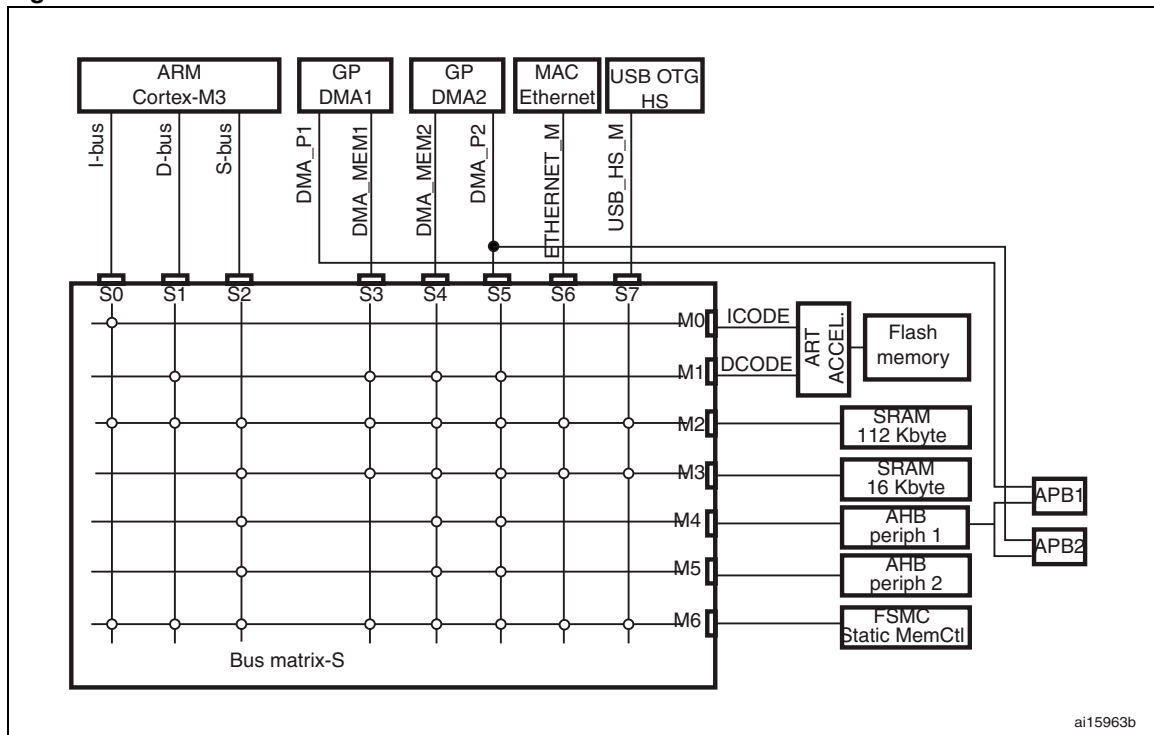 ARM
Cortex-M3
GP
DMA1
GP
DMA2
MAC
Ethernet
USB OTG
HS
I-bus
D-bus
S-bus
DMA_P1
DMA_MEM1
DMA_MEM2
DMA_P2
ETHERNET_M
USB_HS_M
S0 S1 S2 S3 S4 S5 S6 S7
M0 ICODE
M1 DCODE
ART
ACCEL.
Flash
memory
M2
SRAM
112 Kbyte
M3
SRAM
16 Kbyte
M4
AHB
periph 1
APB1
APB2
M5
AHB
periph 2
M6
FSMC
Static MemCtl
Bus matrix-S
ai15963b